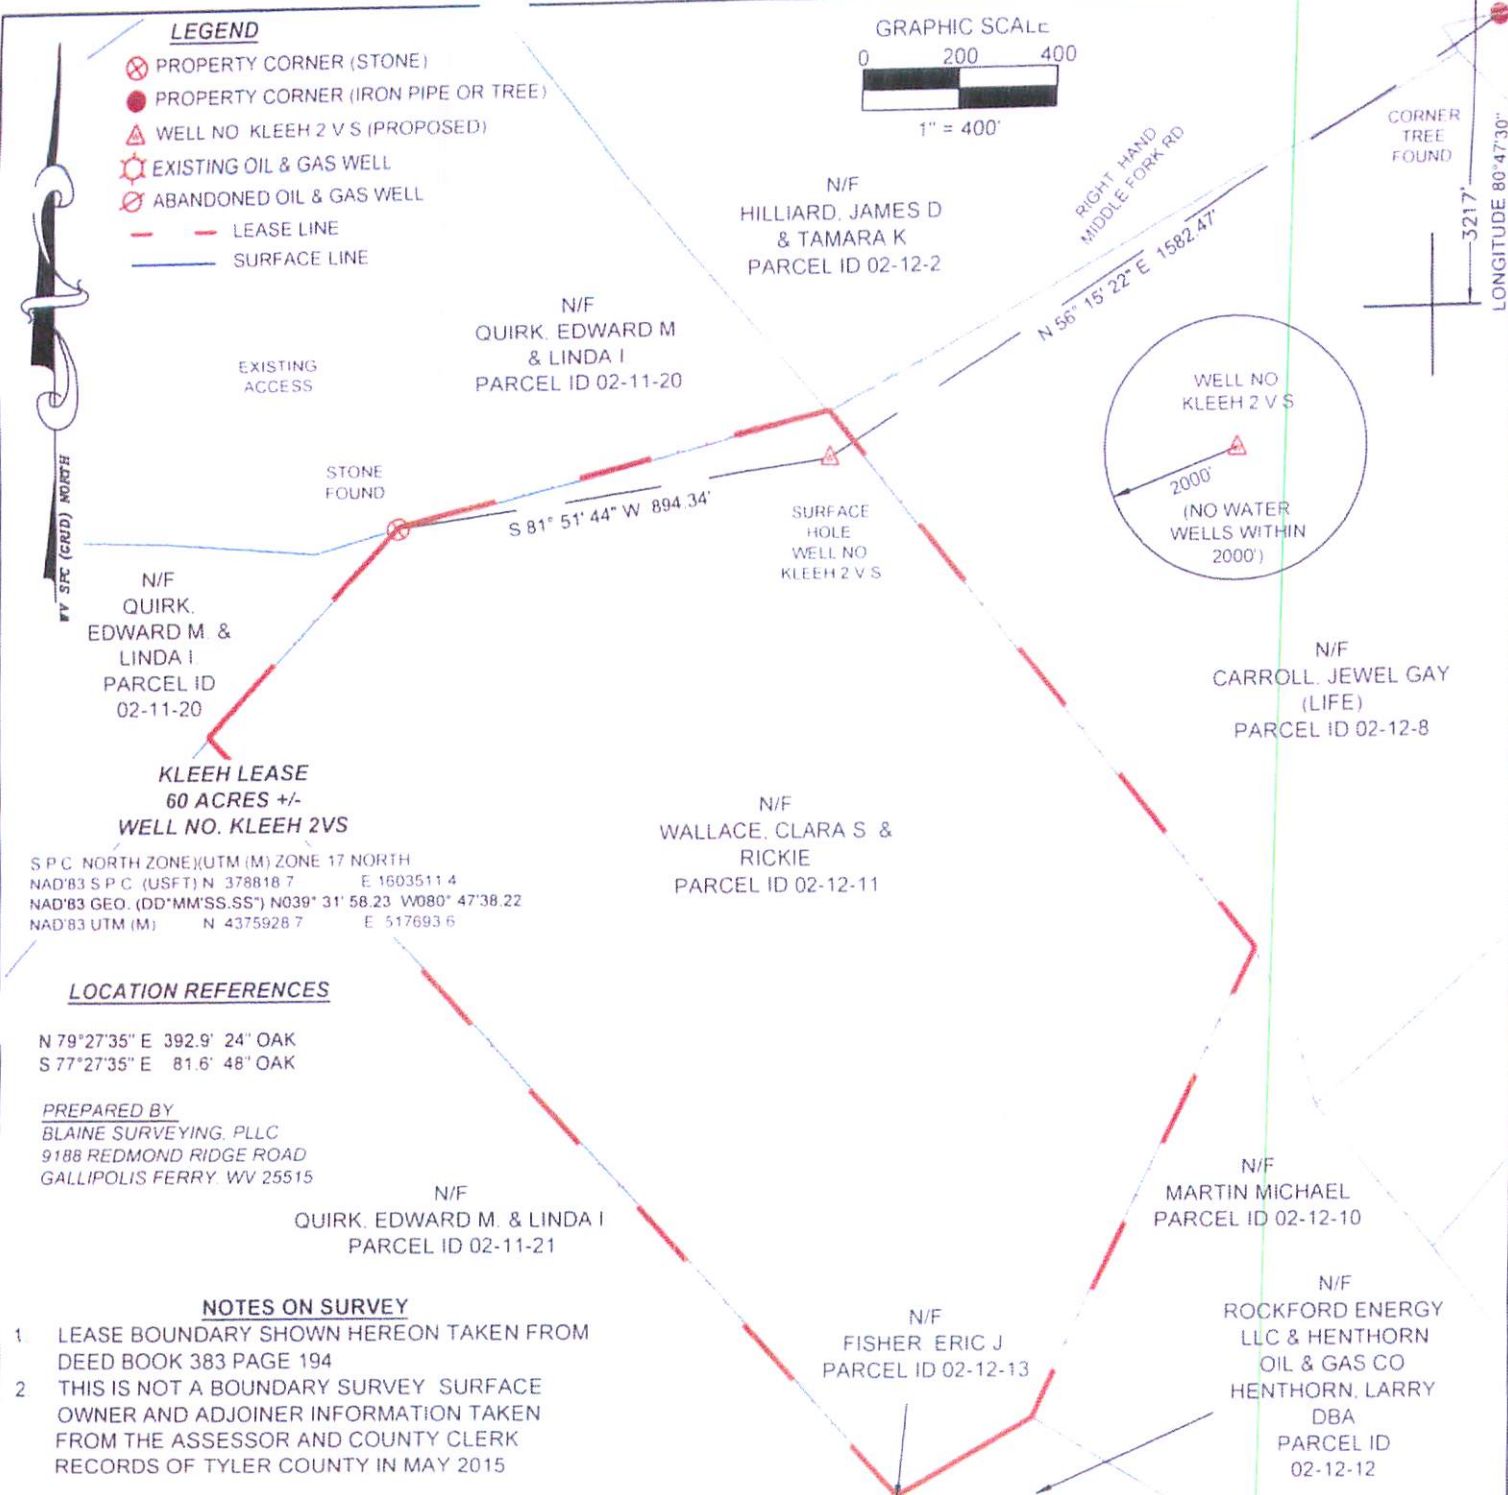 LEGEND
PROPERTY CORNER (STONE)
PROPERTY CORNER (IRON PIPE OR TREE)
WELL NO KLEEH 2 V S (PROPOSED)
EXISTING OIL & GAS WELL
ABANDONED OIL & GAS WELL
LEASE LINE
SURFACE LINE
GRAPHIC SCALE
0 200 400
1" = 400'
CORNER
TREE
FOUND
3217'
LONGITUDE 80°47'30"
RIGHT HAND
MIDDLE FORK RD
N 56° 15' 22" E 1582.47'
N/F
HILLIARD, JAMES D
& TAMARA K
PARCEL ID 02-12-2
N/F
QUIRK, EDWARD M
& LINDA I
PARCEL ID 02-11-20
EXISTING
ACCESS
WV SPC (GRID) NORTH
STONE
FOUND
S 81° 51' 44" W 894.34'
SURFACE
HOLE
WELL NO
KLEEH 2 V S
WELL NO
KLEEH 2 V S
2000'
(NO WATER
WELLS WITHIN
2000')
N/F
QUIRK,
EDWARD M. &
LINDA I.
PARCEL ID
02-11-20
N/F
CARROLL, JEWEL GAY
(LIFE)
PARCEL ID 02-12-8
KLEEH LEASE
60 ACRES +/-
WELL NO. KLEEH 2VS
S P C NORTH ZONE)(UTM (M) ZONE 17 NORTH
NAD'83 S P C (USFT) N 378818 7 E 1603511 4
NAD'83 GEO. (DD°MM'SS.SS") N039° 31' 58.23 W080° 47'38.22
NAD'83 UTM (M) N 4375928 7 E 517693 6
N/F
WALLACE, CLARA S &
RICKIE
PARCEL ID 02-12-11
LOCATION REFERENCES
N 79°27'35" E 392.9' 24" OAK
S 77°27'35" E 81.6' 48" OAK
PREPARED BY
BLAINE SURVEYING, PLLC
9188 REDMOND RIDGE ROAD
GALLIPOLIS FERRY WV 25515
N/F
QUIRK, EDWARD M. & LINDA I
PARCEL ID 02-11-21
N/F
MARTIN MICHAEL
PARCEL ID 02-12-10
NOTES ON SURVEY
1 LEASE BOUNDARY SHOWN HEREON TAKEN FROM
DEED BOOK 383 PAGE 194
2 THIS IS NOT A BOUNDARY SURVEY SURFACE
OWNER AND ADJOINER INFORMATION TAKEN
FROM THE ASSESSOR AND COUNTY CLERK
RECORDS OF TYLER COUNTY IN MAY 2015
N/F
FISHER ERIC J
PARCEL ID 02-12-13
N/F
ROCKFORD ENERGY
LLC & HENTHORN
OIL & GAS CO
HENTHORN, LARRY
DBA
PARCEL ID
02-12-12